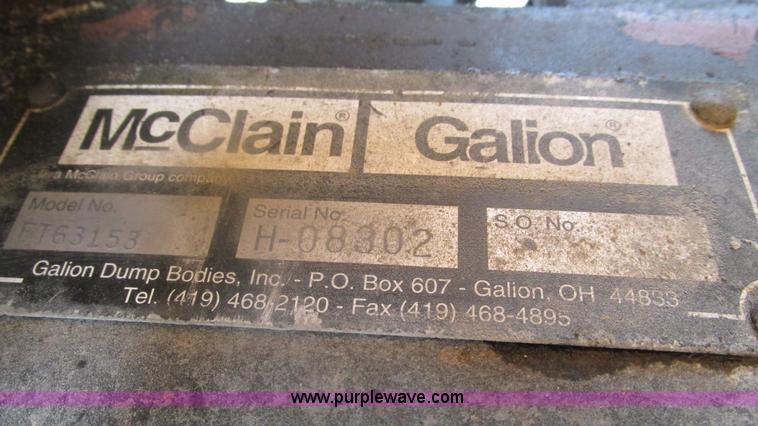 McClain® Galion®
a McClain Group company
Model No. Serial No. S.O. No.
FT63153 H-08302
Galion Dump Bodies, Inc. - P.O. Box 607 - Galion, OH 44833
Tel. (419) 468-2120 - Fax (419) 468-4895
www.purplewave.com